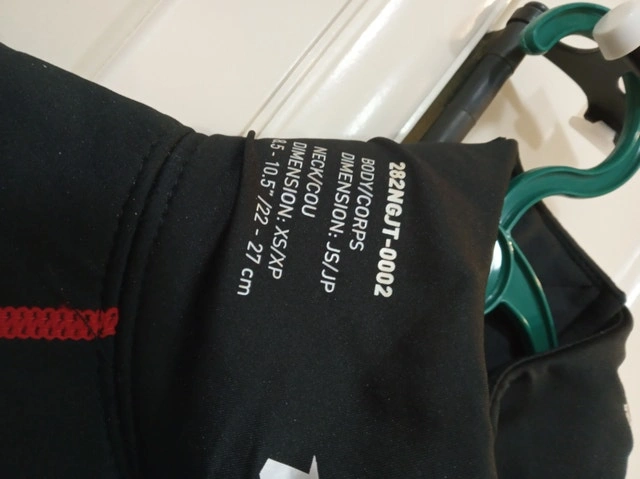 282NGJT-0002
BODY/CORPS
DIMENSION: JS/JP
NECK/COU
DIMENSION: XS/XP
8.5 - 10.5" /22 - 27 cm